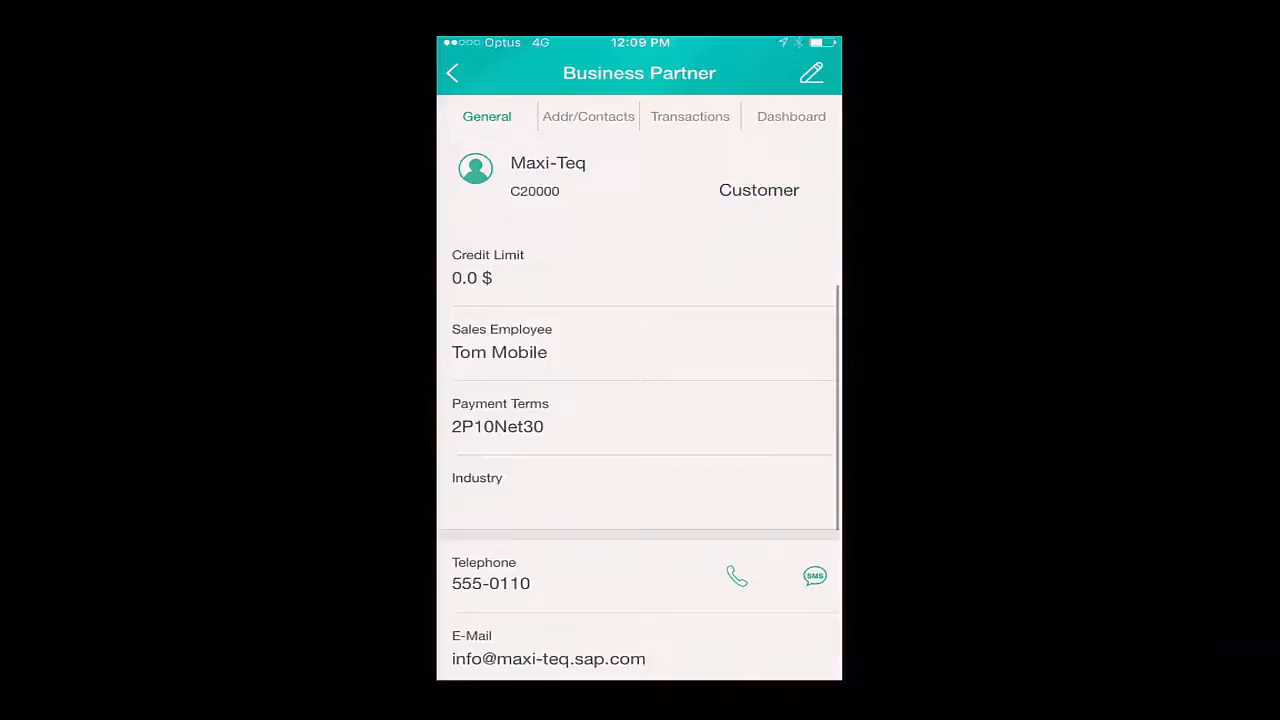 Optus 4G 12:09 PM
Business Partner
General Addr/Contacts Transactions Dashboard
Maxi-Teq
C20000 Customer
Credit Limit
0.0 $
Sales Employee
Tom Mobile
Payment Terms
2P10Net30
Industry
Telephone
555-0110
SMS
E-Mail
info@maxi-teq.sap.com